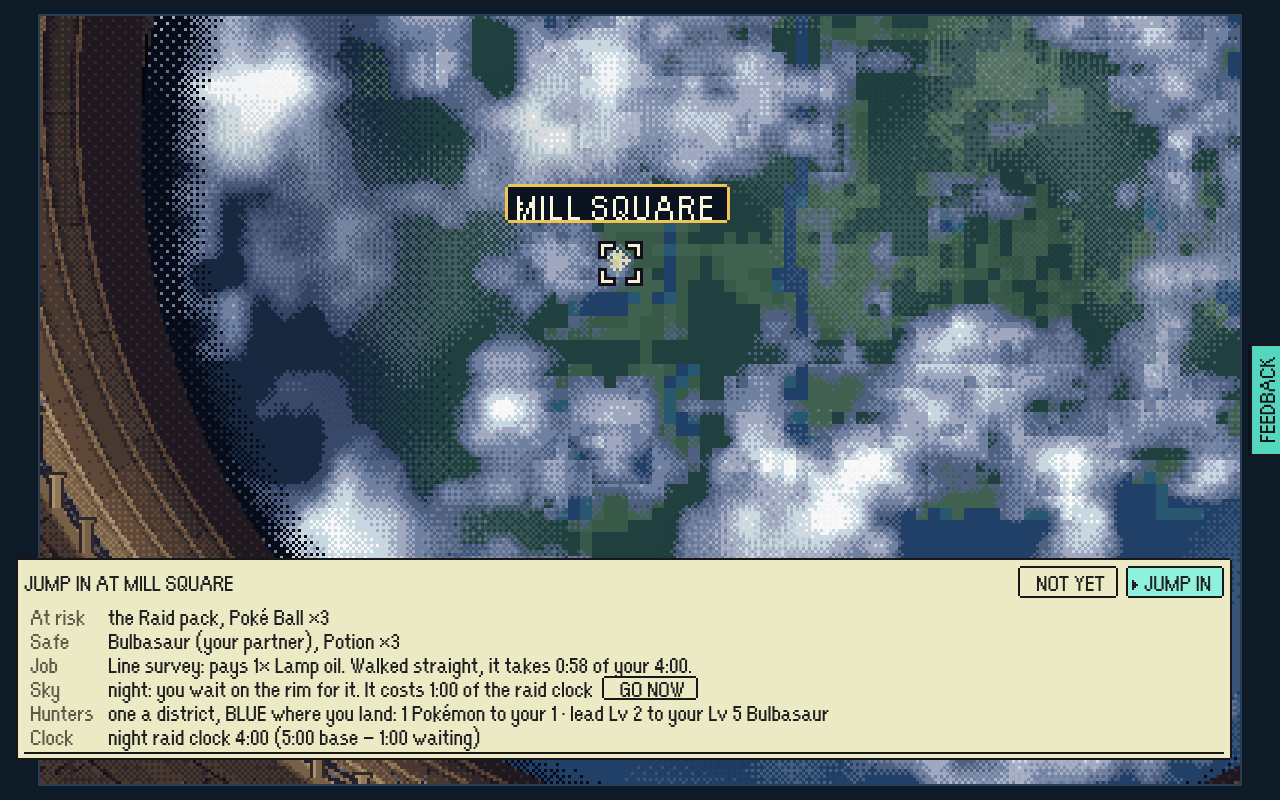 MILL SQUARE
FEEDBACK
JUMP IN AT MILL SQUARE
NOT YET
JUMP IN
At risk the Raid pack, Poké Ball ×3
Safe Bulbasaur (your partner), Potion ×3
Job Line survey: pays 1× Lamp oil. Walked straight, it takes 0:58 of your 4:00.
Sky night: you wait on the rim for it. It costs 1:00 of the raid clock GO NOW
Hunters one a district, BLUE where you land: 1 Pokémon to your 1 · lead Lv 2 to your Lv 5 Bulbasaur
Clock night raid clock 4:00 (5:00 base – 1:00 waiting)